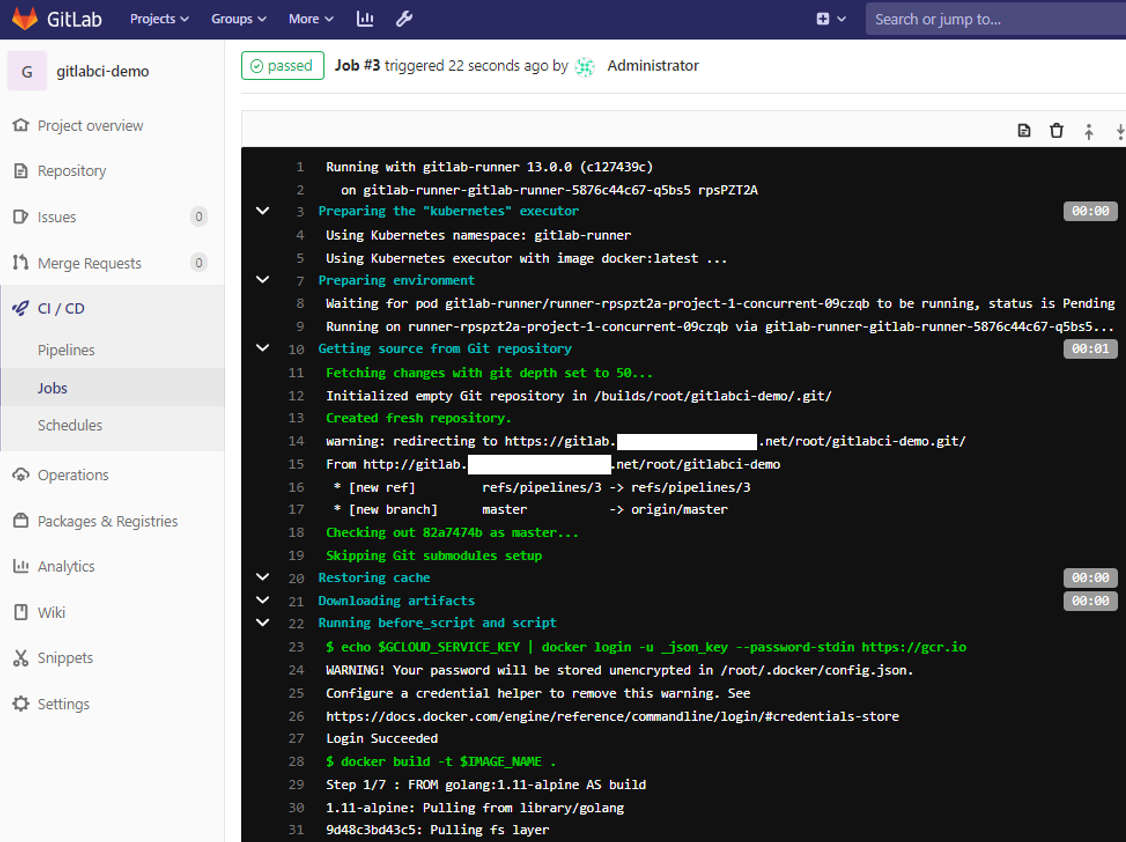 GitLab Projects Groups More Search or jump to...
G gitlabci-demo
Project overview
Repository
Issues 0
Merge Requests 0
CI / CD
Pipelines
Jobs
Schedules
Operations
Packages & Registries
Analytics
Wiki
Snippets
Settings
passed Job #3 triggered 22 seconds ago by Administrator
1 Running with gitlab-runner 13.0.0 (c127439c)
2 on gitlab-runner-gitlab-runner-5876c44c67-q5bs5 rpsPZT2A
3 Preparing the "kubernetes" executor 00:00
4 Using Kubernetes namespace: gitlab-runner
5 Using Kubernetes executor with image docker:latest ...
7 Preparing environment
8 Waiting for pod gitlab-runner/runner-rpspzt2a-project-1-concurrent-09czqb to be running, status is Pending
9 Running on runner-rpspzt2a-project-1-concurrent-09czqb via gitlab-runner-gitlab-runner-5876c44c67-q5bs5...
10 Getting source from Git repository 00:01
11 Fetching changes with git depth set to 50...
12 Initialized empty Git repository in /builds/root/gitlabci-demo/.git/
13 Created fresh repository.
14 warning: redirecting to https://gitlab. .net/root/gitlabci-demo.git/
15 From http://gitlab. .net/root/gitlabci-demo
16 * [new ref] refs/pipelines/3 -> refs/pipelines/3
17 * [new branch] master -> origin/master
18 Checking out 82a7474b as master...
19 Skipping Git submodules setup
20 Restoring cache 00:00
21 Downloading artifacts 00:00
22 Running before_script and script
23 $ echo $GCLOUD_SERVICE_KEY | docker login -u _json_key --password-stdin https://gcr.io
24 WARNING! Your password will be stored unencrypted in /root/.docker/config.json.
25 Configure a credential helper to remove this warning. See
26 https://docs.docker.com/engine/reference/commandline/login/#credentials-store
27 Login Succeeded
28 $ docker build -t $IMAGE_NAME .
29 Step 1/7 : FROM golang:1.11-alpine AS build
30 1.11-alpine: Pulling from library/golang
31 9d48c3bd43c5: Pulling fs layer